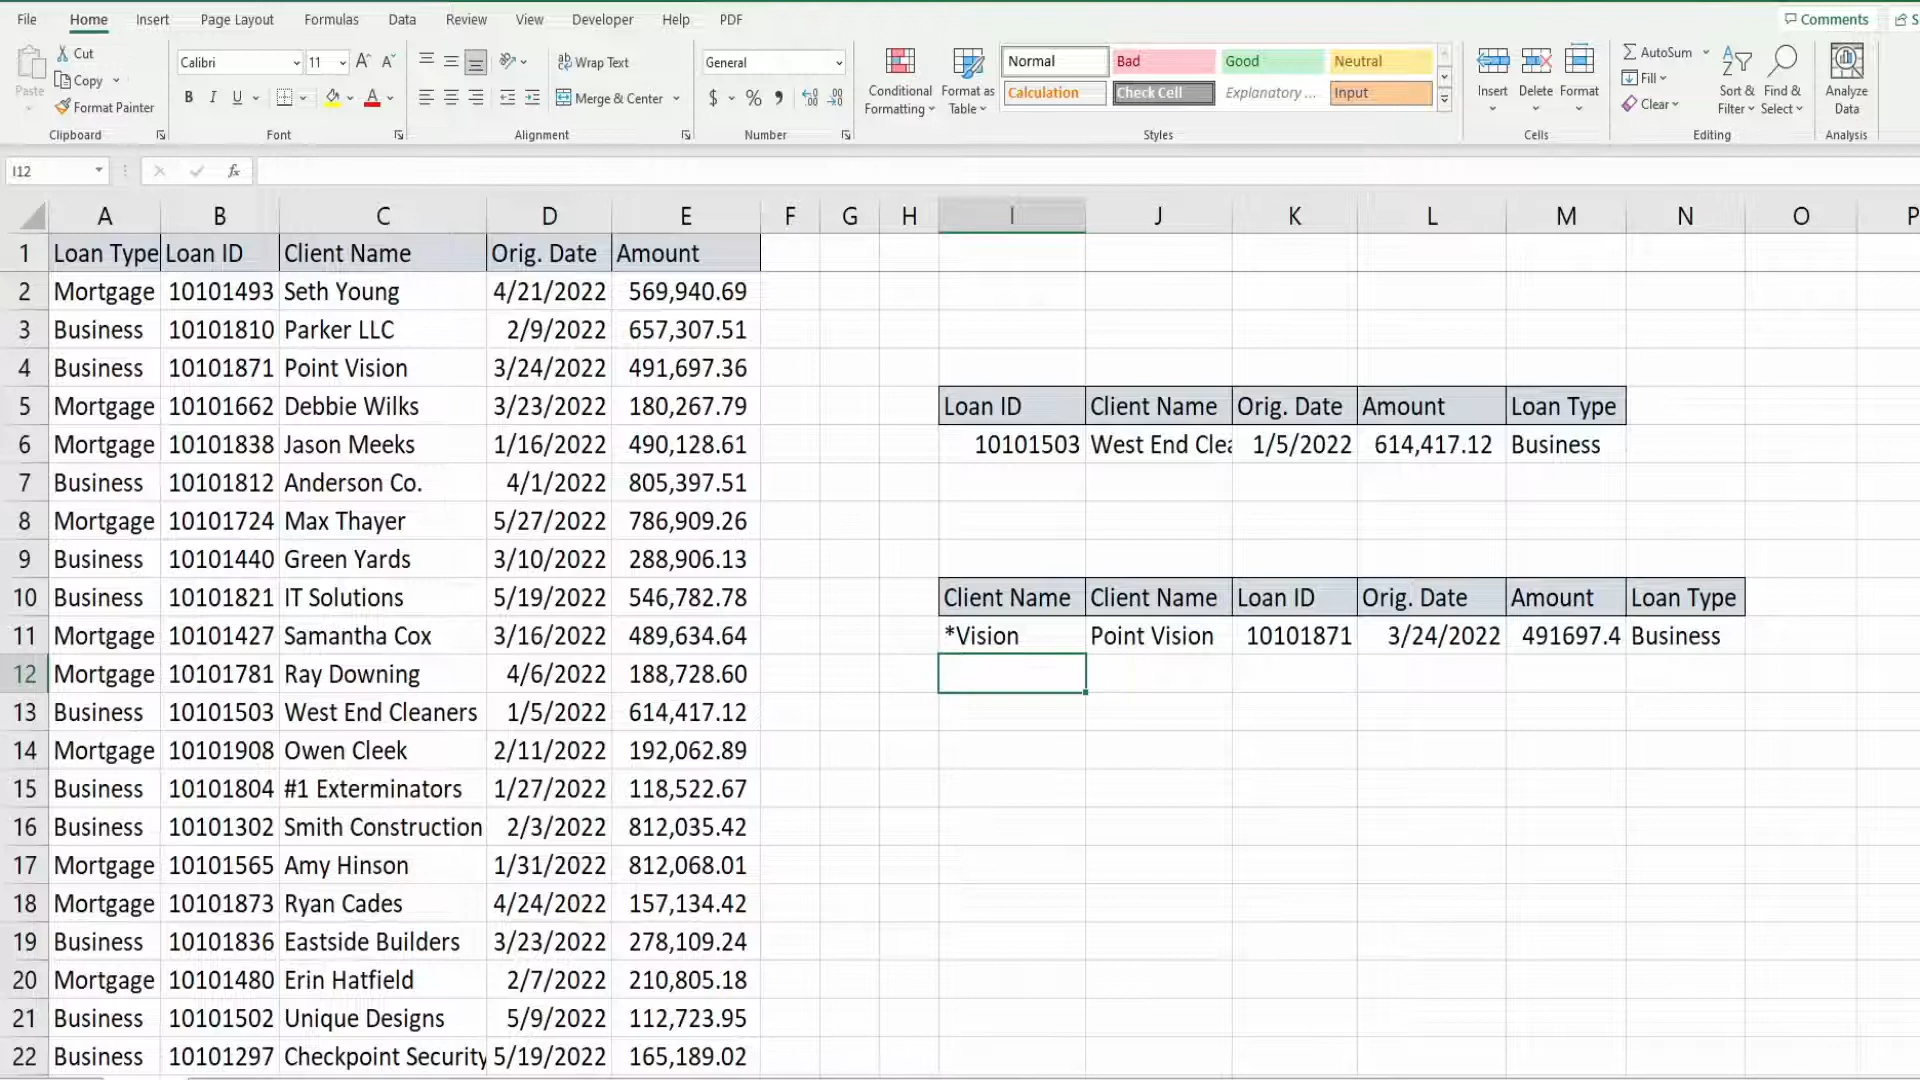 File Home Insert Page Layout Formulas Data Review View Developer Help PDF Comments
Paste Cut Copy Format Painter Clipboard
Calibri 11 B I U Font
Wrap Text Merge & Center Alignment
General $ % Number
Conditional Formatting Format as Table
Normal Bad Good Neutral
Calculation Check Cell Explanatory ... Input
Styles
Insert Delete Format Cells
AutoSum Fill Clear Sort & Filter Find & Select Editing
Analyze Data Analysis
I12 fx
A B C D E F G H I J K L M N O P
1 Loan Type Loan ID Client Name Orig. Date Amount
2 Mortgage 10101493 Seth Young 4/21/2022 569,940.69
3 Business 10101810 Parker LLC 2/9/2022 657,307.51
4 Business 10101871 Point Vision 3/24/2022 491,697.36
5 Mortgage 10101662 Debbie Wilks 3/23/2022 180,267.79 Loan ID Client Name Orig. Date Amount Loan Type
6 Mortgage 10101838 Jason Meeks 1/16/2022 490,128.61 10101503 West End Clea 1/5/2022 614,417.12 Business
7 Business 10101812 Anderson Co. 4/1/2022 805,397.51
8 Mortgage 10101724 Max Thayer 5/27/2022 786,909.26
9 Business 10101440 Green Yards 3/10/2022 288,906.13
10 Business 10101821 IT Solutions 5/19/2022 546,782.78 Client Name Client Name Loan ID Orig. Date Amount Loan Type
11 Mortgage 10101427 Samantha Cox 3/16/2022 489,634.64 *Vision Point Vision 10101871 3/24/2022 491697.4 Business
12 Mortgage 10101781 Ray Downing 4/6/2022 188,728.60
13 Business 10101503 West End Cleaners 1/5/2022 614,417.12
14 Mortgage 10101908 Owen Cleek 2/11/2022 192,062.89
15 Business 10101804 #1 Exterminators 1/27/2022 118,522.67
16 Business 10101302 Smith Construction 2/3/2022 812,035.42
17 Mortgage 10101565 Amy Hinson 1/31/2022 812,068.01
18 Mortgage 10101873 Ryan Cades 4/24/2022 157,134.42
19 Business 10101836 Eastside Builders 3/23/2022 278,109.24
20 Mortgage 10101480 Erin Hatfield 2/7/2022 210,805.18
21 Business 10101502 Unique Designs 5/9/2022 112,723.95
22 Business 10101297 Checkpoint Security 5/19/2022 165,189.02